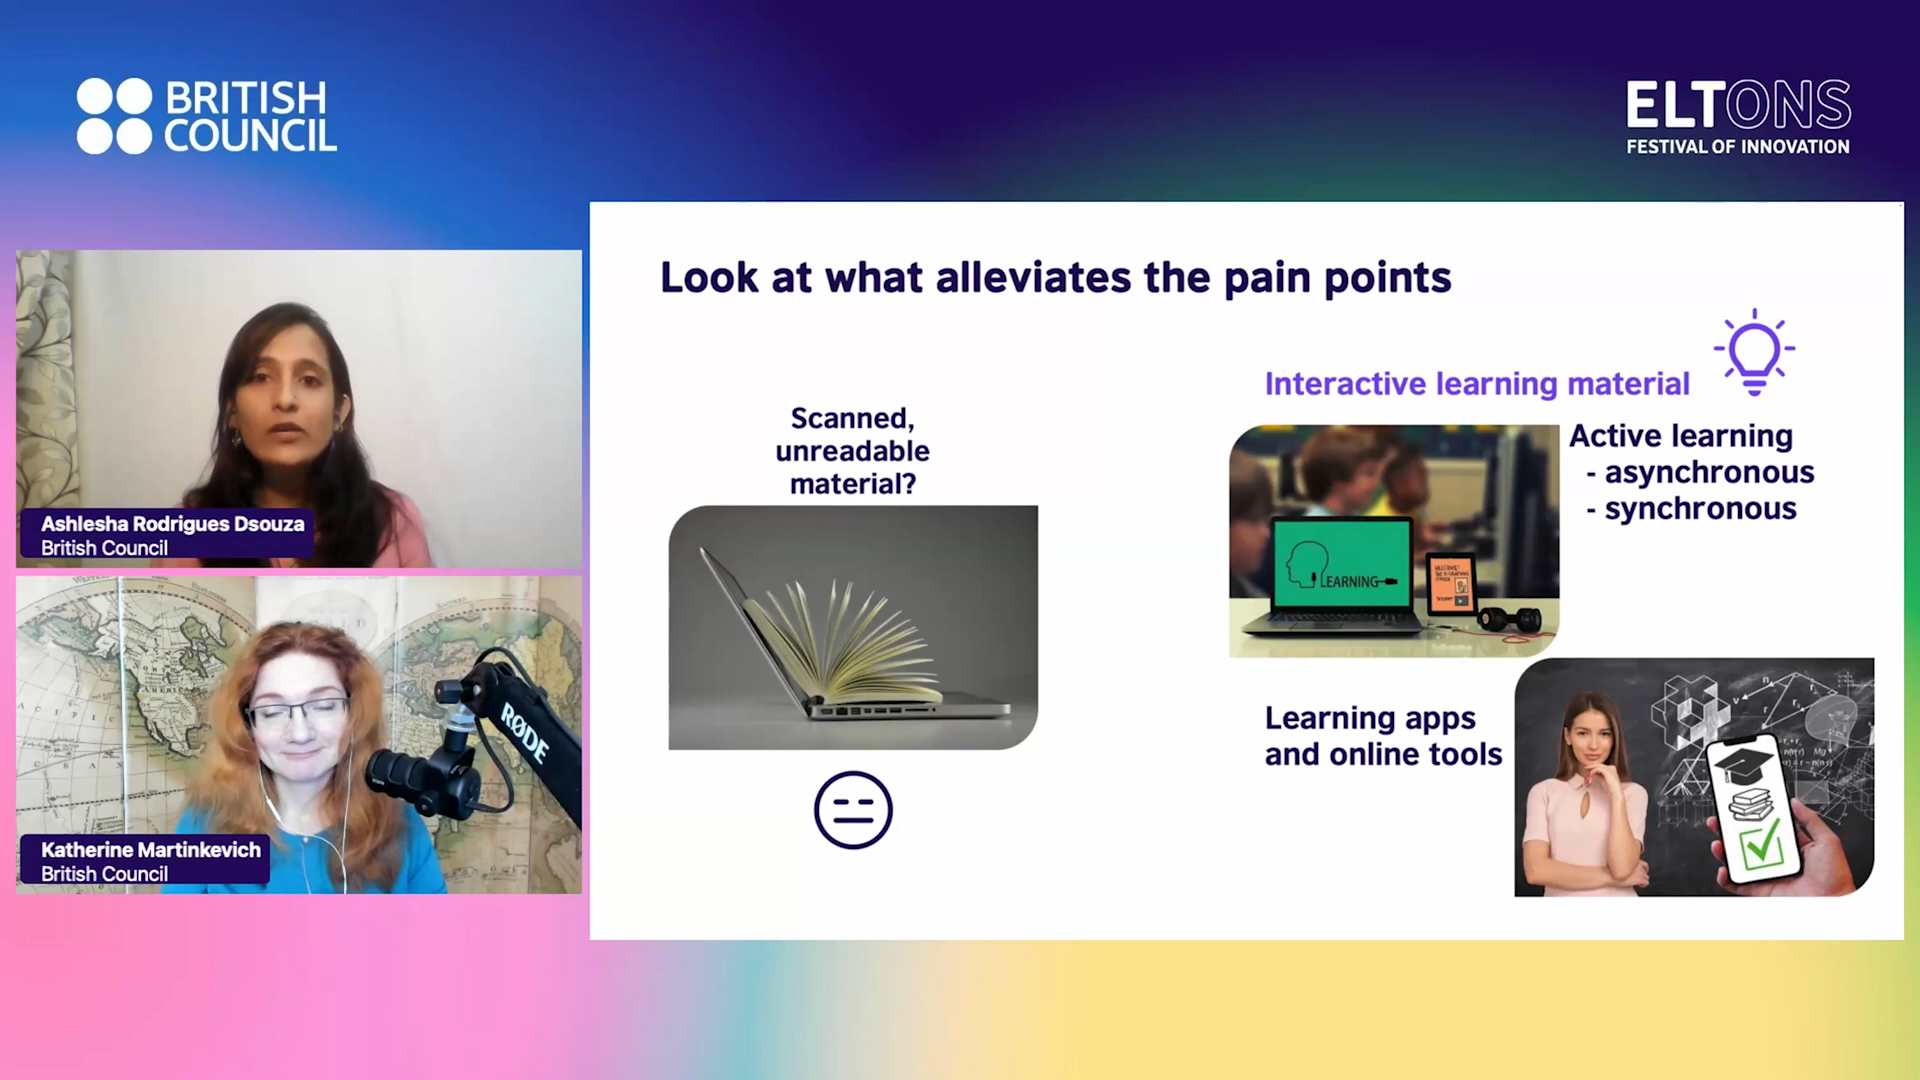 BRITISH
COUNCIL
ELTONS
FESTIVAL OF INNOVATION
Ashlesha Rodrigues Dsouza
British Council
RØDE
Katherine Martinkevich
British Council
Look at what alleviates the pain points
Scanned,
unreadable
material?
Interactive learning material
Active learning
- asynchronous
- synchronous
LEARNING
Learning apps
and online tools